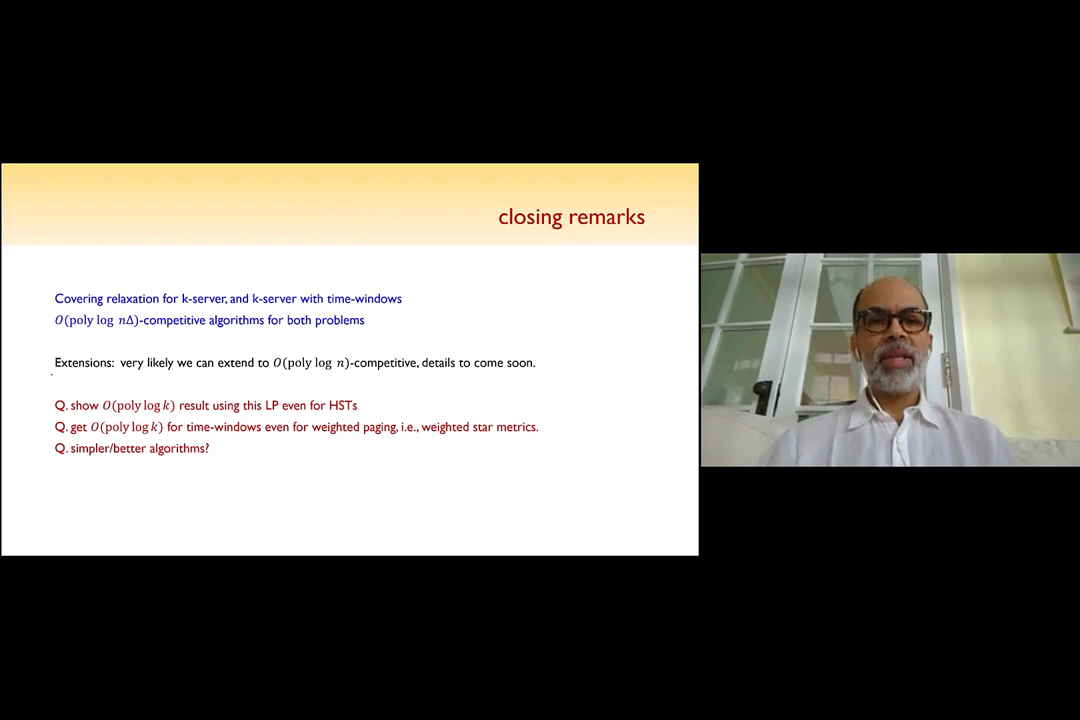 closing remarks
Covering relaxation for k-server, and k-server with time-windows
O(poly log nΔ)-competitive algorithms for both problems
Extensions: very likely we can extend to O(poly log n)-competitive, details to come soon.
Q. show O(poly log k) result using this LP even for HSTs
Q. get O(poly log k) for time-windows even for weighted paging, i.e., weighted star metrics.
Q. simpler/better algorithms?